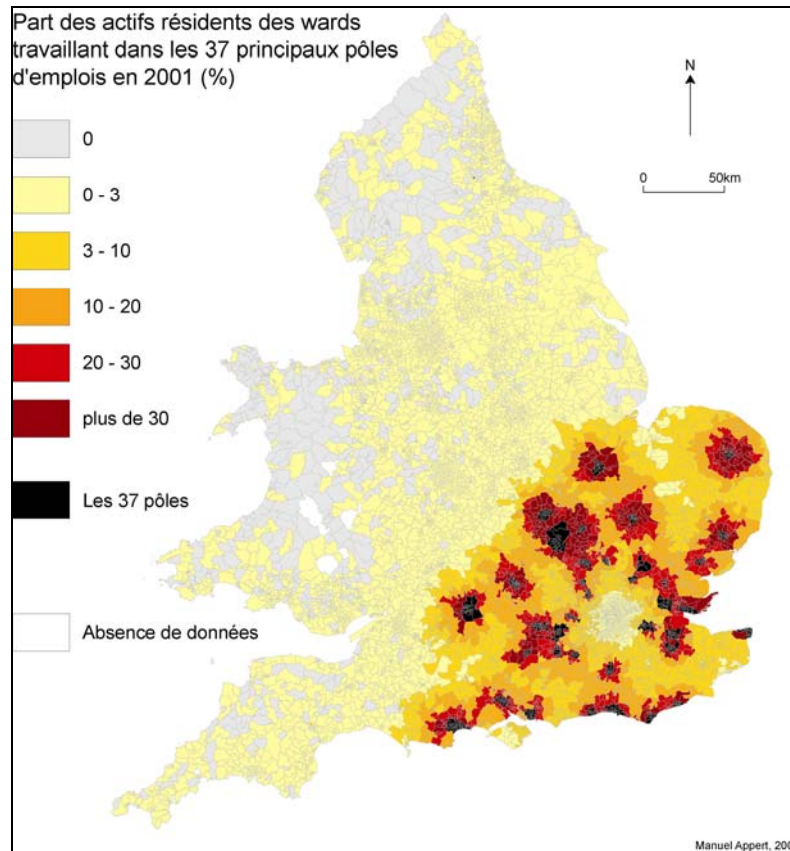 Part des actifs résidents des wards
travaillant dans les 37 principaux pôles
d'emplois en 2001 (%)
N
0 50km
0
0 - 3
3 - 10
10 - 20
20 - 30
plus de 30
Les 37 pôles
Absence de données
Manuel Appert,